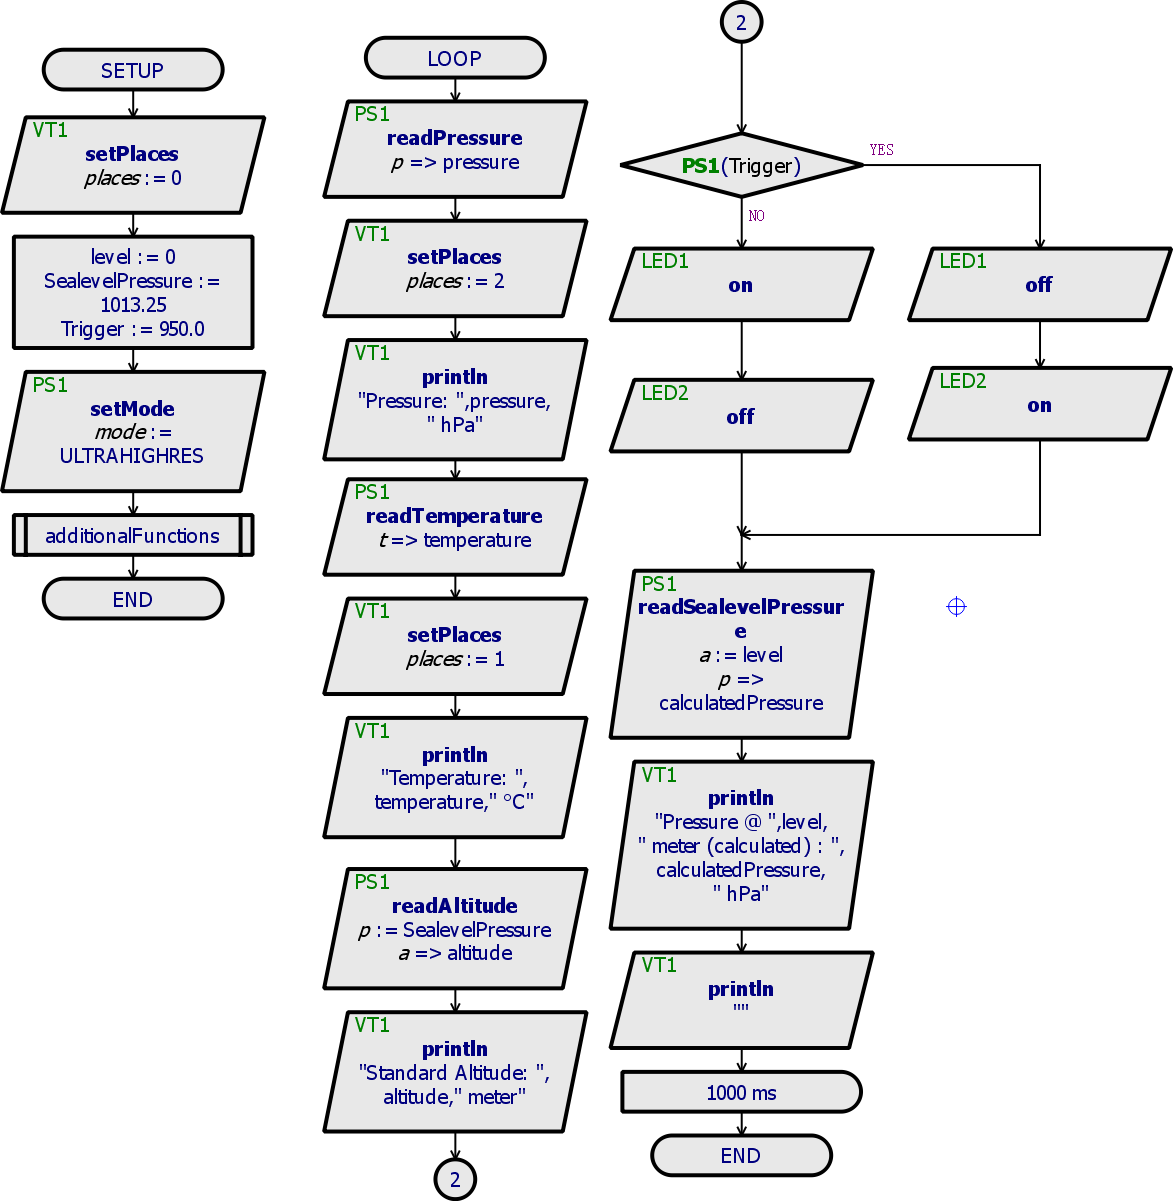 SETUP
VT1
setPlaces
places := 0
level := 0
SealevelPressure :=
1013.25
Trigger := 950.0
PS1
setMode
mode :=
ULTRAHIGHRES
additionalFunctions
END
LOOP
PS1
readPressure
p => pressure
VT1
setPlaces
places := 2
VT1
println
"Pressure: ",pressure,
" hPa"
PS1
readTemperature
t => temperature
VT1
setPlaces
places := 1
VT1
println
"Temperature: ",
temperature," °C"
PS1
readAltitude
p := SealevelPressure
a => altitude
VT1
println
"Standard Altitude: ",
altitude," meter"
2
2
PS1(Trigger)
YES
NO
LED1
on
LED2
off
LED1
off
LED2
on
PS1
readSealevelPressur
e
a := level
p =>
calculatedPressure
VT1
println
"Pressure @ ",level,
" meter (calculated) : ",
calculatedPressure,
" hPa"
VT1
println
""
1000 ms
END